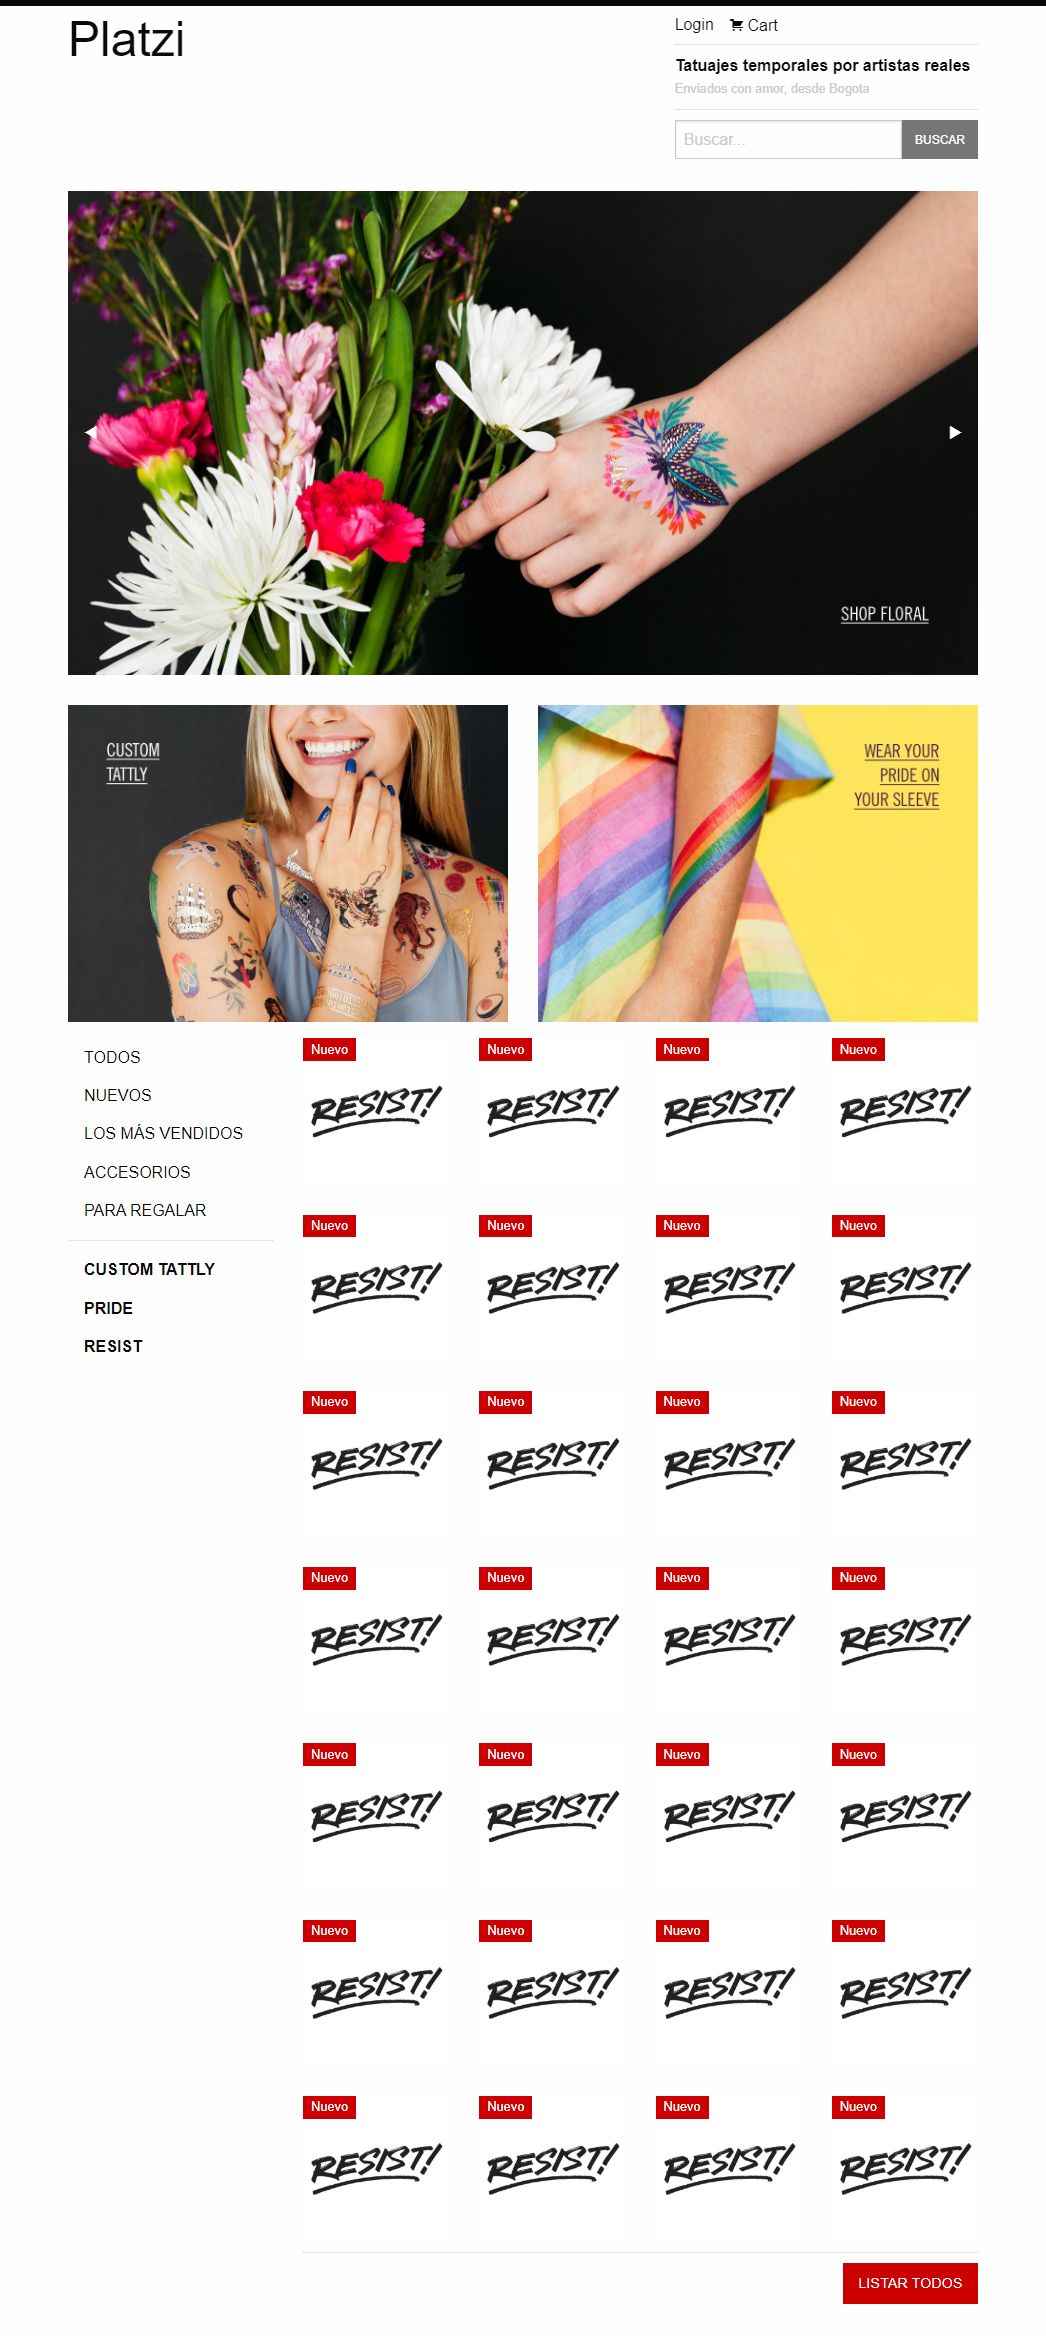 Platzi
Login Cart
Tatuajes temporales por artistas reales
Enviados con amor, desde Bogota
Buscar... BUSCAR
SHOP FLORAL
CUSTOM
TATTLY
WEAR YOUR
PRIDE ON
YOUR SLEEVE
TODOS
NUEVOS
LOS MÁS VENDIDOS
ACCESORIOS
PARA REGALAR
CUSTOM TATTLY
PRIDE
RESIST
Nuevo Nuevo Nuevo Nuevo
RESIST! RESIST! RESIST! RESIST!
Nuevo Nuevo Nuevo Nuevo
RESIST! RESIST! RESIST! RESIST!
Nuevo Nuevo Nuevo Nuevo
RESIST! RESIST! RESIST! RESIST!
Nuevo Nuevo Nuevo Nuevo
RESIST! RESIST! RESIST! RESIST!
Nuevo Nuevo Nuevo Nuevo
RESIST! RESIST! RESIST! RESIST!
Nuevo Nuevo Nuevo Nuevo
RESIST! RESIST! RESIST! RESIST!
Nuevo Nuevo Nuevo Nuevo
RESIST! RESIST! RESIST! RESIST!
LISTAR TODOS